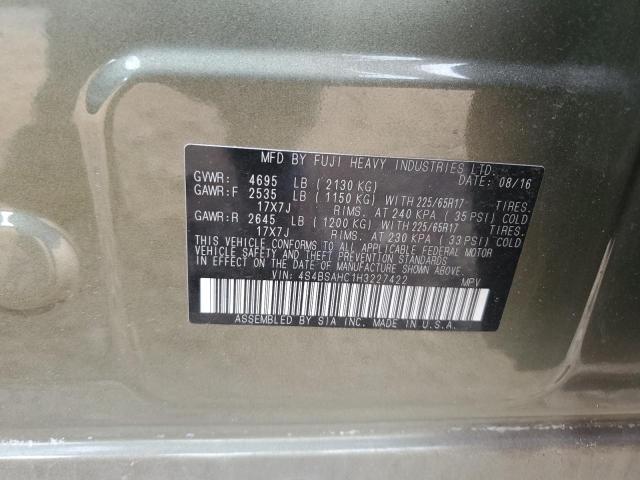 MFD BY FUJI HEAVY INDUSTRIES LTD.
GVWR: 4695 LB ( 2130 KG) DATE: 08/16
GAWR:F 2535 LB ( 1150 KG) WITH 225/65R17 TIRES.
17X7J RIMS. AT 240 KPA ( 35 PSI) COLD
GAWR:R 2645 LB ( 1200 KG) WITH 225/65R17 TIRES.
17X7J RIMS. AT 230 KPA ( 33 PSI) COLD
THIS VEHICLE CONFORMS TO ALL APPLICABLE FEDERAL MOTOR
VEHICLE SAFETY AND THEFT PREVENTION STANDARDS
IN EFFECT ON THE DATE OF MANUFACTURE SHOWN ABOVE.
VIN: 4S4BSAHC1H3227422 MPV
ASSEMBLED BY SIA INC. MADE IN U.S.A.